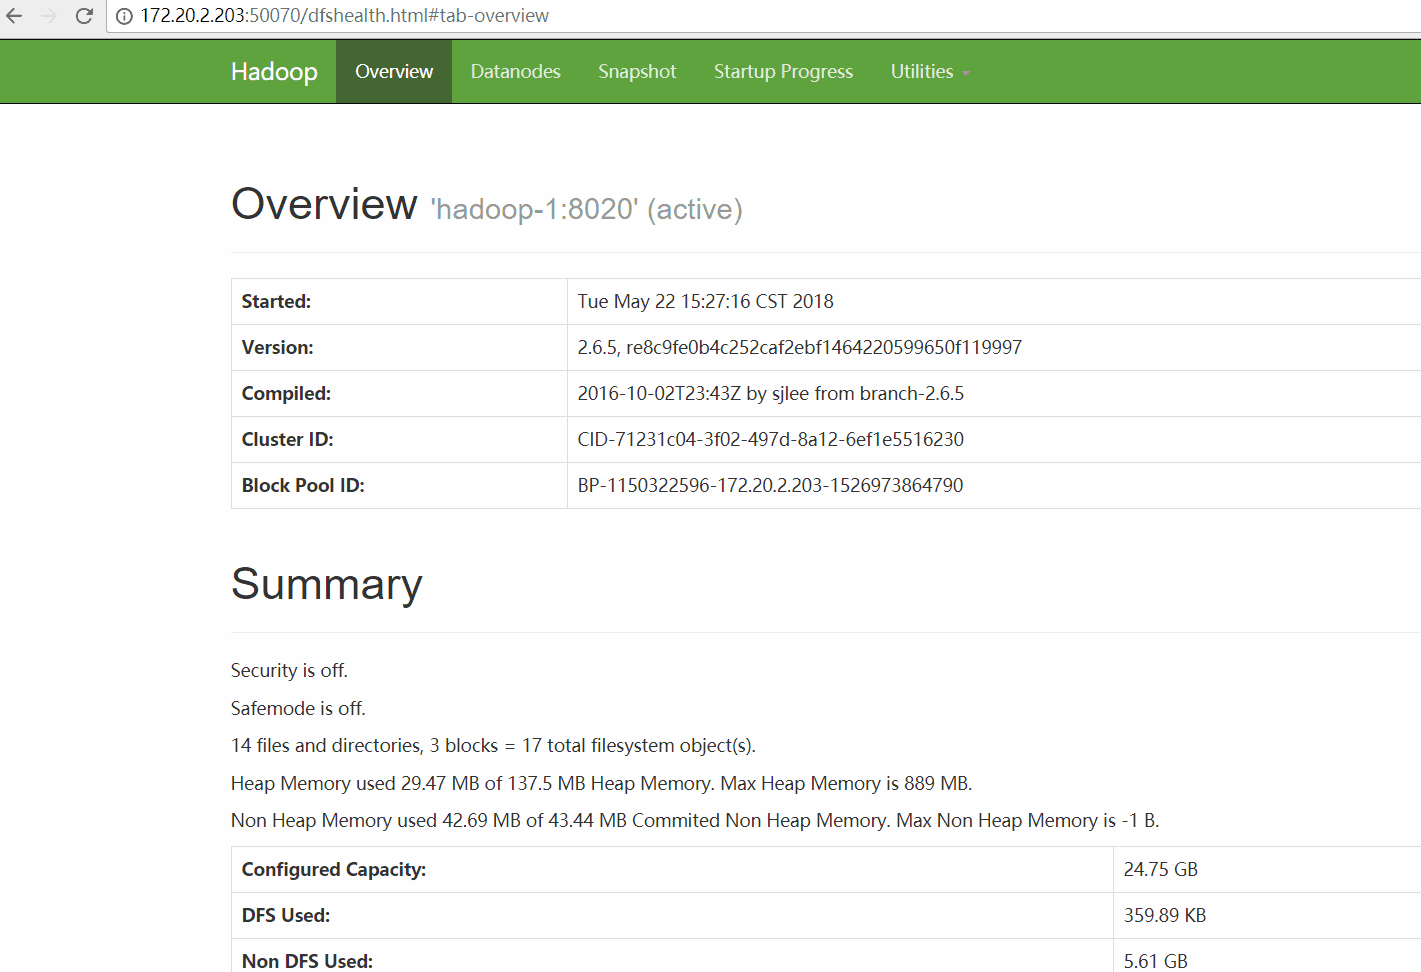 172.20.2.203:50070/dfshealth.html#tab-overview
Hadoop Overview Datanodes Snapshot Startup Progress Utilities
Overview 'hadoop-1:8020' (active)
Started: Tue May 22 15:27:16 CST 2018
Version: 2.6.5, re8c9fe0b4c252caf2ebf1464220599650f119997
Compiled: 2016-10-02T23:43Z by sjlee from branch-2.6.5
Cluster ID: CID-71231c04-3f02-497d-8a12-6ef1e5516230
Block Pool ID: BP-1150322596-172.20.2.203-1526973864790
Summary
Security is off.
Safemode is off.
14 files and directories, 3 blocks = 17 total filesystem object(s).
Heap Memory used 29.47 MB of 137.5 MB Heap Memory. Max Heap Memory is 889 MB.
Non Heap Memory used 42.69 MB of 43.44 MB Commited Non Heap Memory. Max Non Heap Memory is -1 B.
Configured Capacity: 24.75 GB
DFS Used: 359.89 KB
Non DFS Used: 5.61 GB